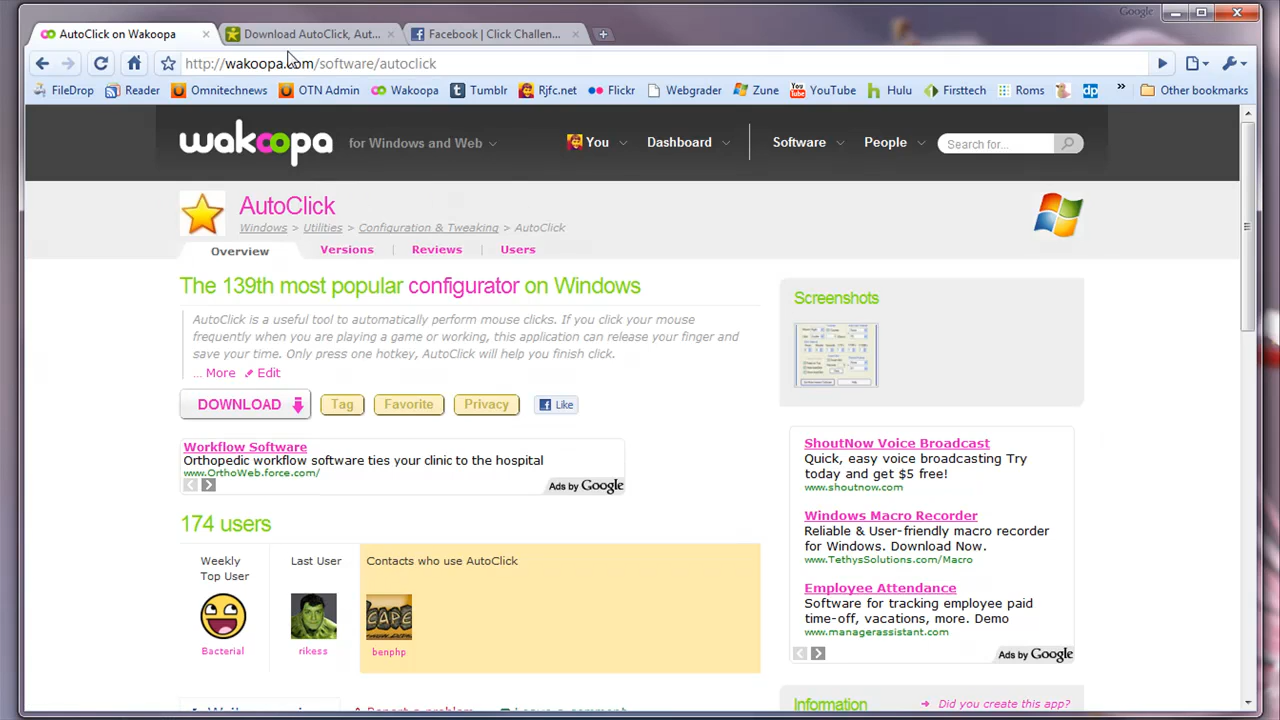 Google
AutoClick on Wakoopa
Download AutoClick, Aut...
Facebook | Click Challen...
http://wakoopa.com/software/autoclick
FileDrop
Reader
Omnitechnews
OTN Admin
Wakoopa
Tumblr
Rjfc.net
Flickr
Webgrader
Zune
YouTube
Hulu
Firsttech
Roms
dp
»
Other bookmarks
wakoopa
for Windows and Web
You
Dashboard
Software
People
Search for...
AutoClick
Windows > Utilities > Configuration & Tweaking > AutoClick
Overview
Versions
Reviews
Users
The 139th most popular configurator on Windows
AutoClick is a useful tool to automatically perform mouse clicks. If you click your mouse
frequently when you are playing a game or working, this application can release your finger and
save your time. Only press one hotkey, AutoClick will help you finish click.
... More Edit
DOWNLOAD
Tag
Favorite
Privacy
Like
Workflow Software
Orthopedic workflow software ties your clinic to the hospital
www.OrthoWeb.force.com/
Ads by Google
174 users
Weekly
Top User
Bacterial
Last User
rikess
Contacts who use AutoClick
CAPE
benphp
Screenshots
ShoutNow Voice Broadcast
Quick, easy voice broadcasting Try
today and get $5 free!
www.shoutnow.com
Windows Macro Recorder
Reliable & User-friendly macro recorder
for Windows. Download Now.
www.TethysSolutions.com/Macro
Employee Attendance
Software for tracking employee paid
time-off, vacations, more. Demo
www.managerassistant.com
Ads by Google
Information
Did you create this app?